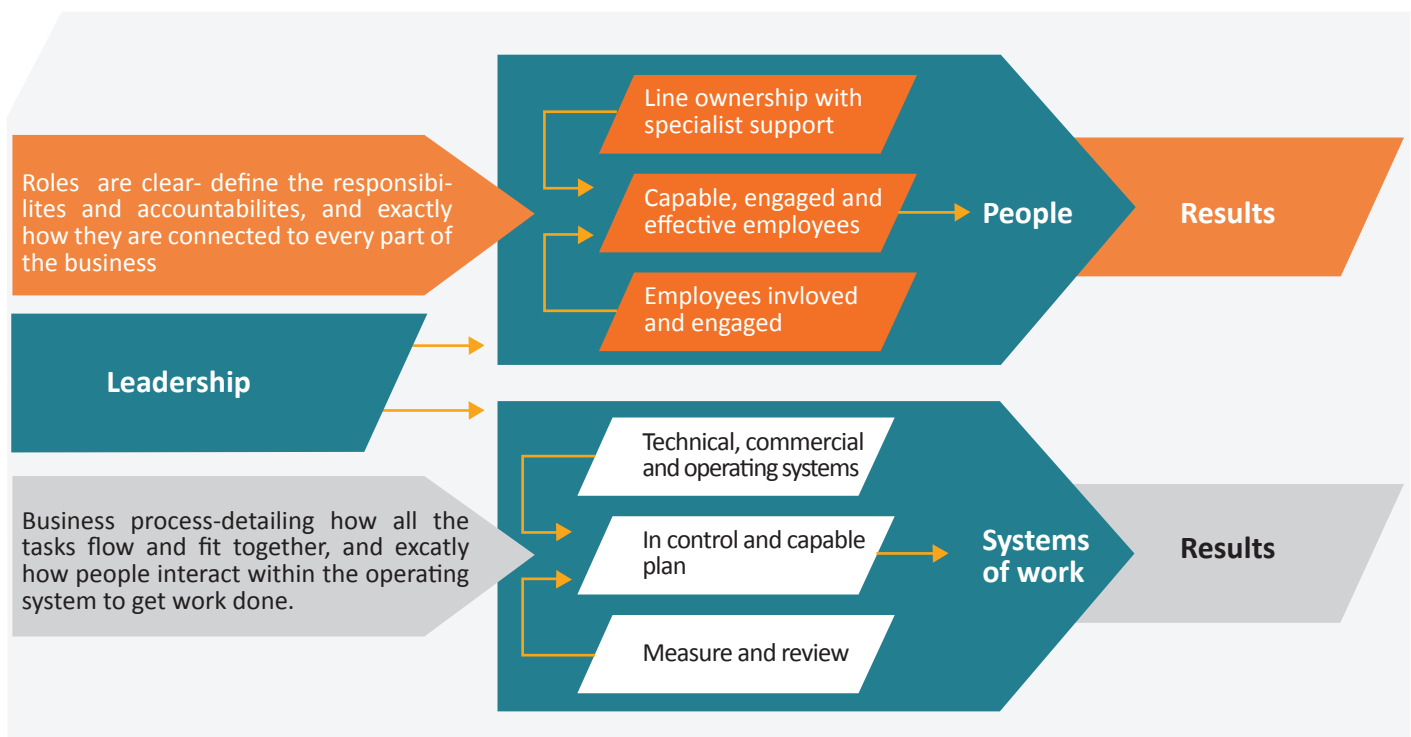 Line ownership with
specialist support
Roles are clear- define the responsibi-
lites and accountabilites, and exactly
how they are connected to every part of
the business
Capable, engaged and
effective employees
People
Results
Employees invloved
and engaged
Leadership
Technical, commercial
and operating systems
Business process-detailing how all the
tasks flow and fit together, and excatly
how people interact within the operating
system to get work done.
In control and capable
plan
Systems
of work
Results
Measure and review